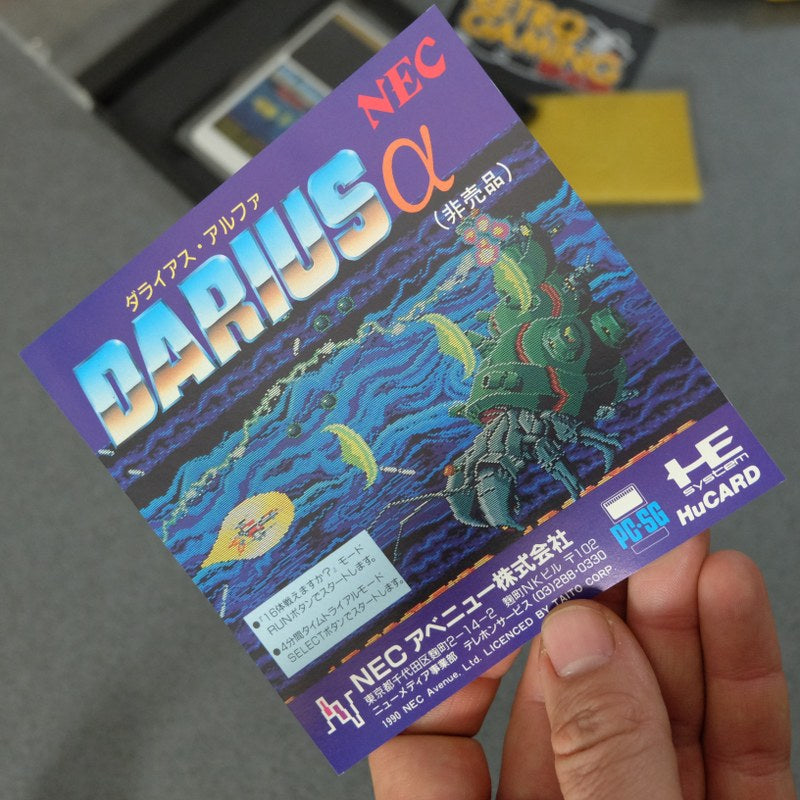 RETRO
GAMING
NEC
ダライアス・アルファ
DARIUS α
(非売品)
●『16体戦えますか?』モード
RUNボタンでスタートします。
●4分間タイムトライアルモード
SELECTボタンでスタートします。
HE
system
HuCARD
PC-SG
NECアベニュー株式会社
東京都千代田区麹町2-14-2 麹町NKビル 〒102
ニューメディア事業部 テレホンサービス(03)288-0330
1990 NEC Avenue, Ltd. LICENCED BY TAITO CORP